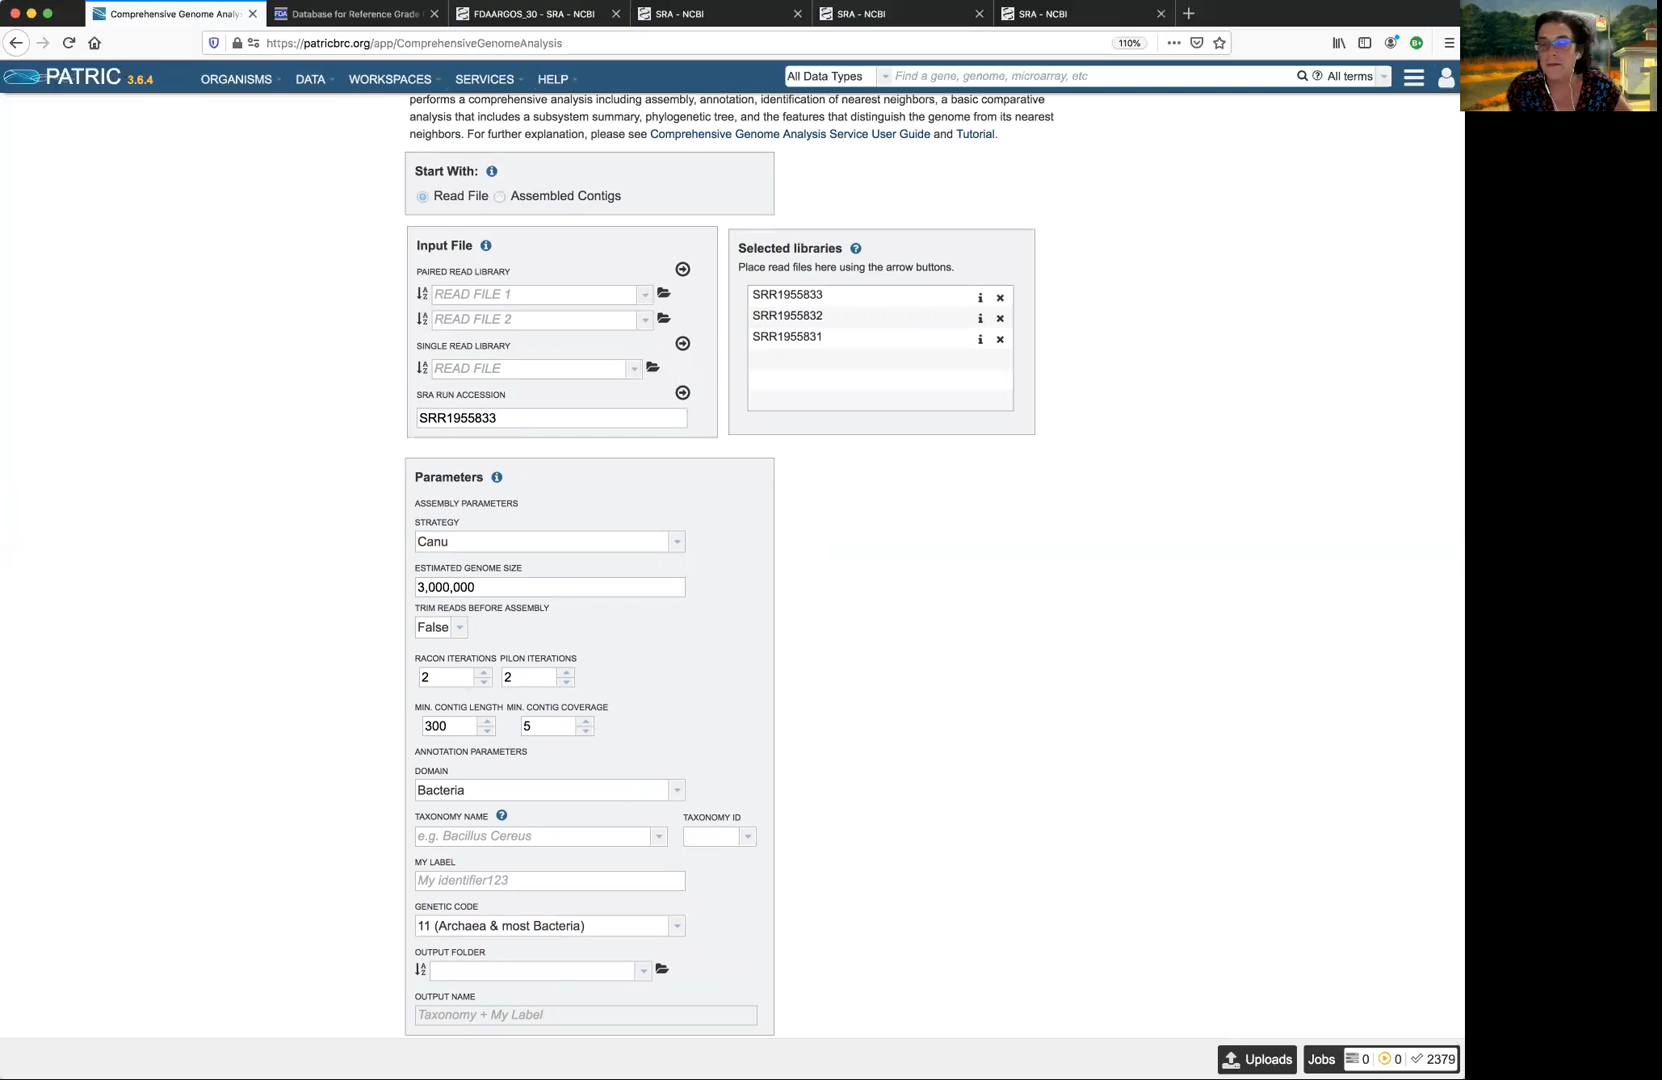 Comprehensive Genome Analys
FDA Database for Reference Grade
FDAARGOS_30 - SRA - NCBI
SRA - NCBI
SRA - NCBI
SRA - NCBI
https://patricbrc.org/app/ComprehensiveGenomeAnalysis
110%
PATRIC 3.6.4
ORGANISMS
DATA
WORKSPACES
SERVICES
HELP
All Data Types
Find a gene, genome, microarray, etc
All terms
performs a comprehensive analysis including assembly, annotation, identification of nearest neighbors, a basic comparative
analysis that includes a subsystem summary, phylogenetic tree, and the features that distinguish the genome from its nearest
neighbors. For further explanation, please see Comprehensive Genome Analysis Service User Guide and Tutorial.
Start With:
Read File
Assembled Contigs
Input File
PAIRED READ LIBRARY
READ FILE 1
READ FILE 2
SINGLE READ LIBRARY
READ FILE
SRA RUN ACCESSION
SRR1955833
Selected libraries
Place read files here using the arrow buttons.
SRR1955833
SRR1955832
SRR1955831
Parameters
ASSEMBLY PARAMETERS
STRATEGY
Canu
ESTIMATED GENOME SIZE
3,000,000
TRIM READS BEFORE ASSEMBLY
False
RACON ITERATIONS PILON ITERATIONS
2 2
MIN. CONTIG LENGTH MIN. CONTIG COVERAGE
300 5
ANNOTATION PARAMETERS
DOMAIN
Bacteria
TAXONOMY NAME TAXONOMY ID
e.g. Bacillus Cereus
MY LABEL
My identifier123
GENETIC CODE
11 (Archaea & most Bacteria)
OUTPUT FOLDER
OUTPUT NAME
Taxonomy + My Label
Uploads
Jobs 0 0 2379